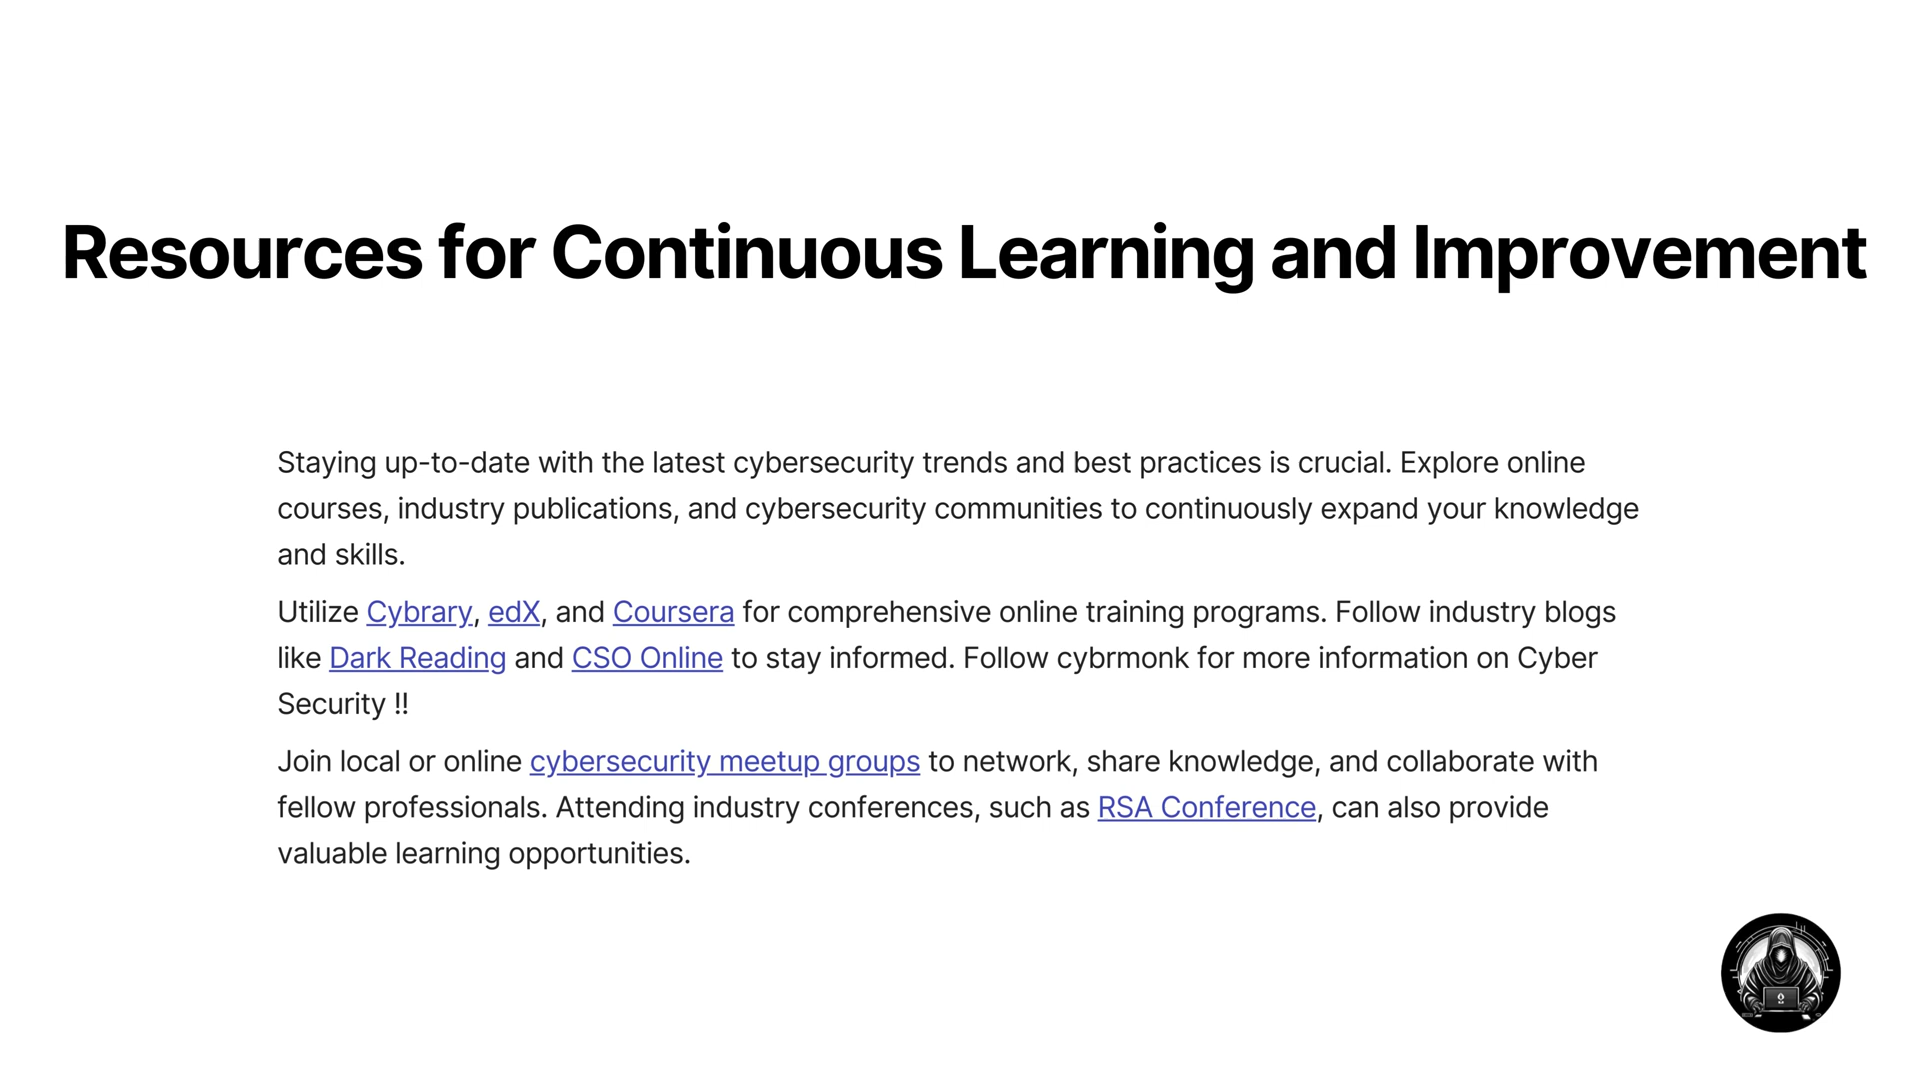 Resources for Continuous Learning and Improvement
Staying up-to-date with the latest cybersecurity trends and best practices is crucial. Explore online
courses, industry publications, and cybersecurity communities to continuously expand your knowledge
and skills.
Utilize Cybrary, edX, and Coursera for comprehensive online training programs. Follow industry blogs
like Dark Reading and CSO Online to stay informed. Follow cybrmonk for more information on Cyber
Security !!
Join local or online cybersecurity meetup groups to network, share knowledge, and collaborate with
fellow professionals. Attending industry conferences, such as RSA Conference, can also provide
valuable learning opportunities.